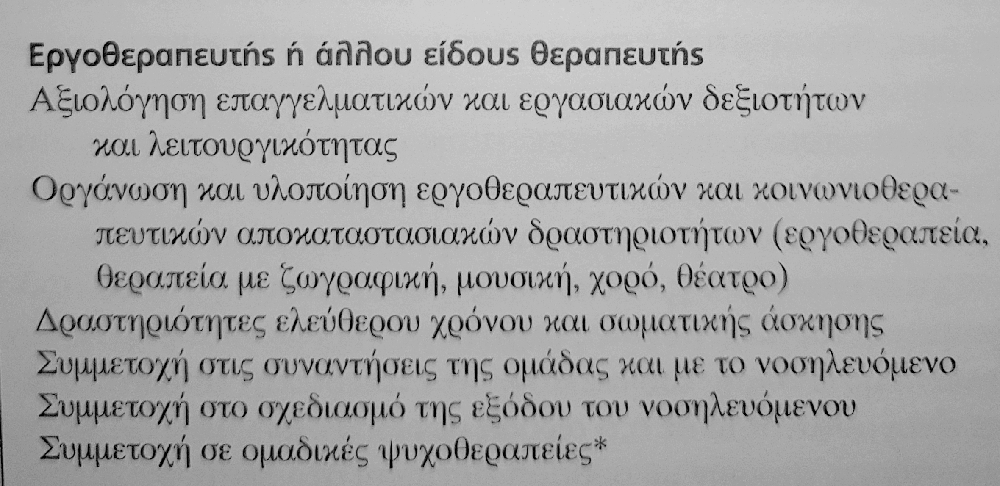 Εργοθεραπευτής ή άλλου είδους θεραπευτής
Αξιολόγηση επαγγελματικών και εργασιακών δεξιοτήτων
και λειτουργικότητας
Οργάνωση και υλοποίηση εργοθεραπευτικών και κοινωνιοθερα-
πευτικών αποκαταστασιακών δραστηριοτήτων (εργοθεραπεία,
θεραπεία με ζωγραφική, μουσική, χορό, θέατρο)
Δραστηριότητες ελεύθερου χρόνου και σωματικής άσκησης
Συμμετοχή στις συναντήσεις της ομάδας και με το νοσηλευόμενο
Συμμετοχή στο σχεδιασμό της εξόδου του νοσηλευόμενου
Συμμετοχή σε ομαδικές ψυχοθεραπείες*